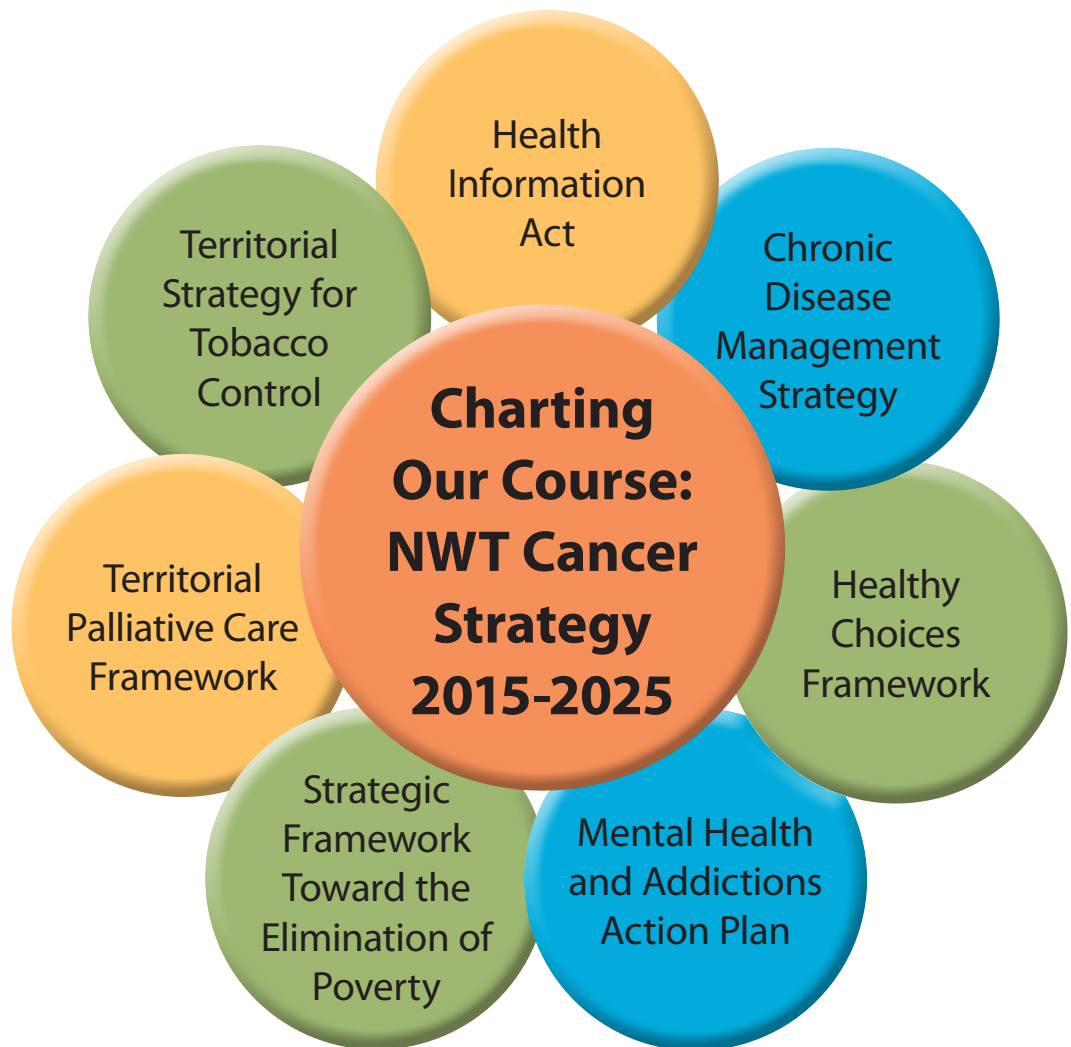 Health
Information
Act
Chronic
Disease
Management
Strategy
Healthy
Choices
Framework
Mental Health
and Addictions
Action Plan
Strategic
Framework
Toward the
Elimination of
Poverty
Territorial
Palliative Care
Framework
Territorial
Strategy for
Tobacco
Control
Charting
Our Course:
NWT Cancer
Strategy
2015-2025